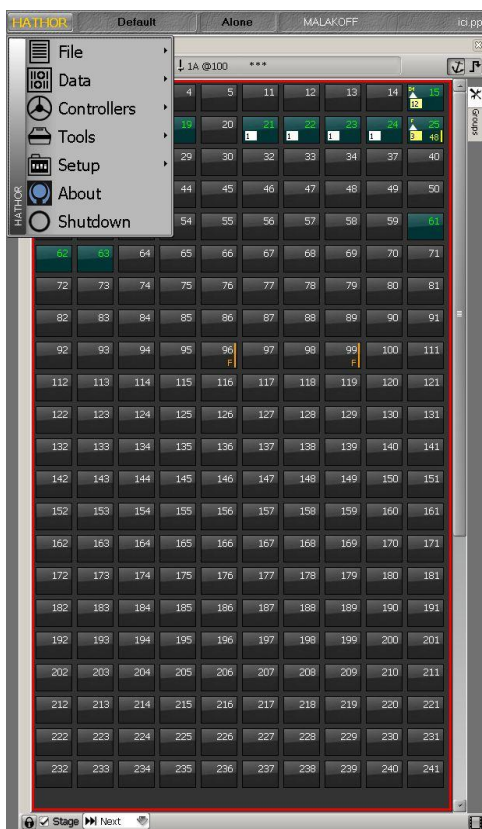 HATHOR Default Alone MALAKOFF ici.pp
File
Data
Controllers
Tools
Setup
About
Shutdown
HATHOR
1A @100 ***
Groups
4 5 11 12 13 14 15
12
19 20 21 22 23 24 25
1 1 1 1 3 48
29 30 32 33 34 37 40
44 45 46 47 48 49 50
54 55 56 57 58 59 61
62 63 64 65 66 67 68 69 70 71
72 73 74 75 76 77 78 79 80 81
82 83 84 85 86 87 88 89 90 91
92 93 94 95 96 97 98 99 100 111
F F
112 113 114 115 116 117 118 119 120 121
122 123 124 125 126 127 128 129 130 131
132 133 134 135 136 137 138 139 140 141
142 143 144 145 146 147 148 149 150 151
152 153 154 155 156 157 158 159 160 161
162 163 164 165 166 167 168 169 170 171
172 173 174 175 176 177 178 179 180 181
182 183 184 185 186 187 188 189 190 191
192 193 194 195 196 197 198 199 200 201
202 203 204 205 206 207 208 209 210 211
212 213 214 215 216 217 218 219 220 221
222 223 224 225 226 227 228 229 230 231
232 233 234 235 236 237 238 239 240 241
Stage Next